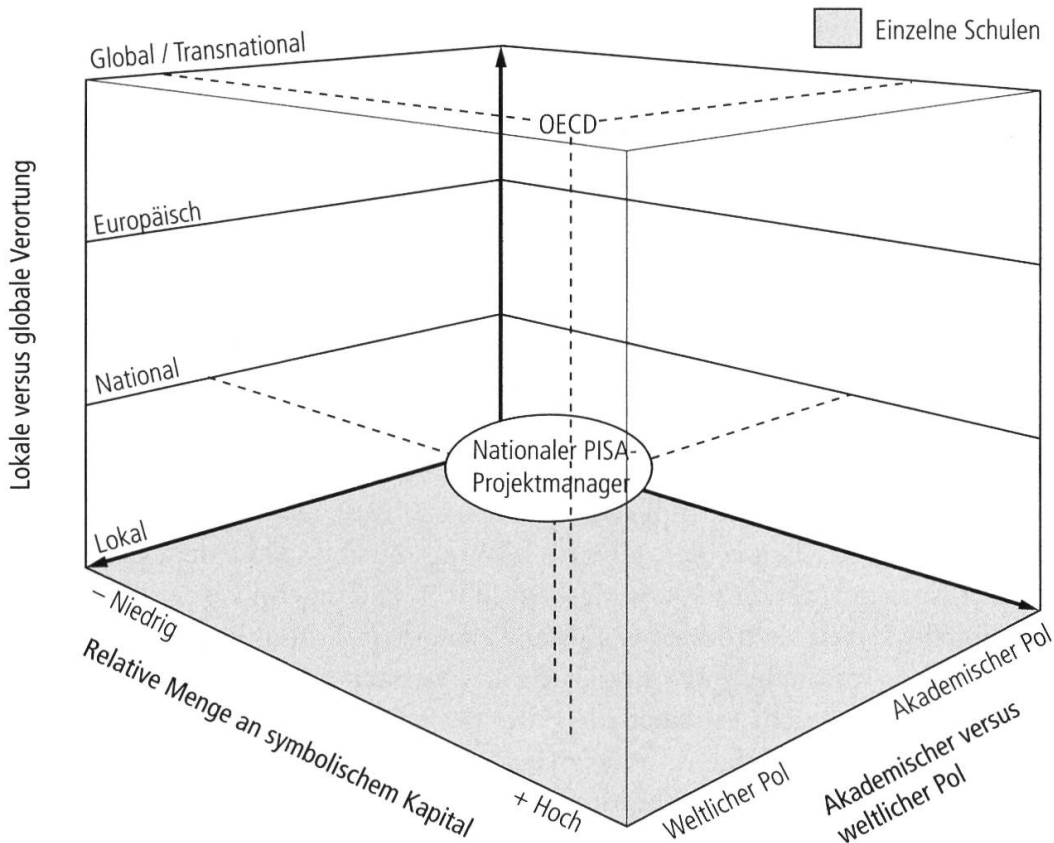 Einzelne Schulen
Global / Transnational
OECD
Europäisch
National
Lokal
Lokale versus globale Verortung
Nationaler PISA-
Projektmanager
– Niedrig
+ Hoch
Relative Menge an symbolischem Kapital
Weltlicher Pol
Akademischer Pol
Akademischer versus
weltlicher Pol